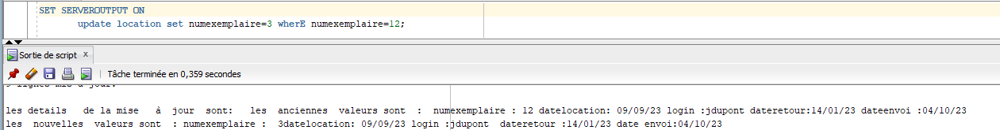 SET SERVEROUTPUT ON
update location set numexemplaire=3 wherE numexemplaire=12;
Sortie de script x
Tâche terminée en 0,359 secondes
lignes mis à jour.
les details de la mise à jour sont: les anciennes valeurs sont : numexemplaire : 12 datelocation: 09/09/23 login :jdupont dateretour:14/01/23 dateenvoi :04/10/23
les nouvelles valeurs sont : numexemplaire : 3datelocation: 09/09/23 login :jdupont dateretour :14/01/23 date envoi:04/10/23